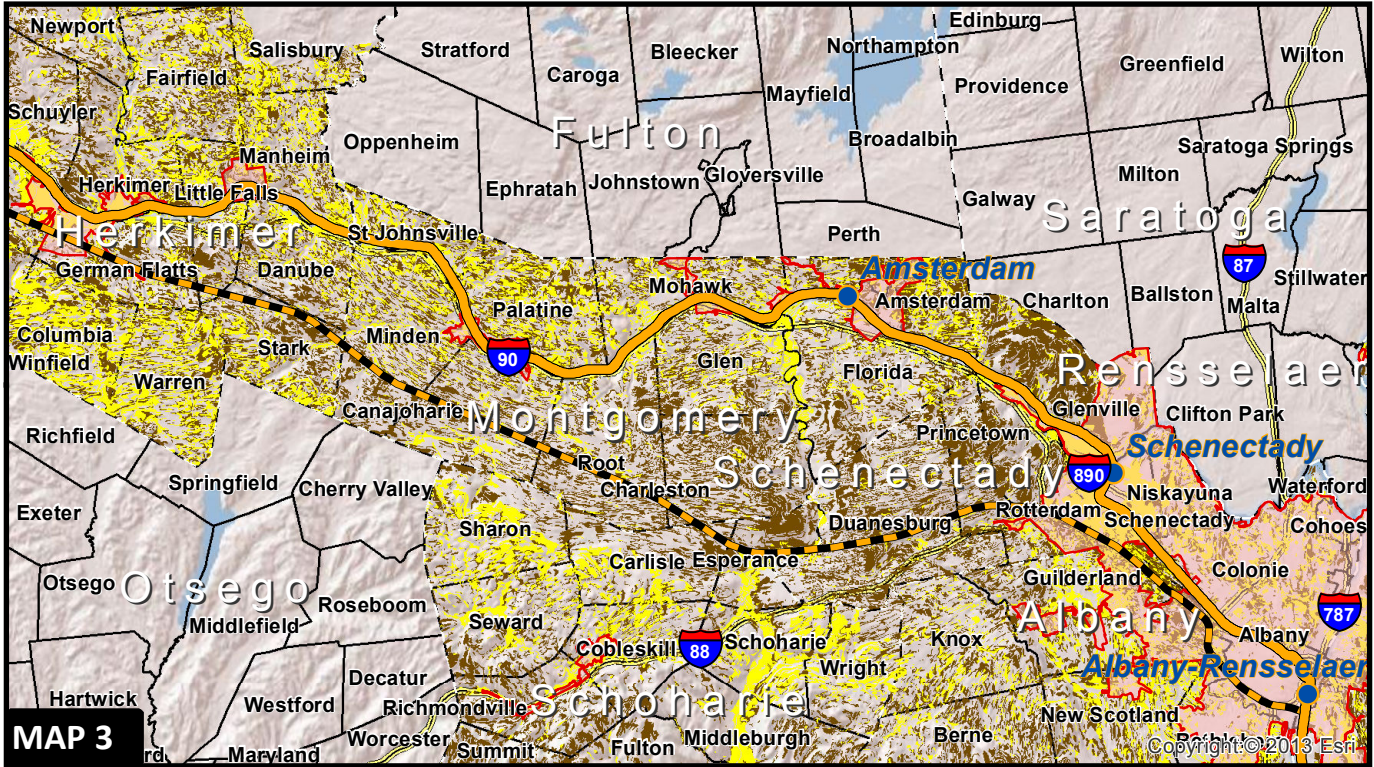 Newport
Salisbury
Stratford
Bleecker
Edinburg
Northampton
Wilton
Fairfield
Caroga
Mayfield
Providence
Greenfield
Schuyler
Oppenheim
Fulton
Broadalbin
Saratoga Springs
Manheim
Milton
Herkimer
Little Falls
Ephratah
Johnstown
Gloversville
Galway
Saratoga
Herkimer
St Johnsville
Perth
87
German Flatts
Danube
Mohawk
Amsterdam
Amsterdam
Charlton
Ballston
Stillwater
Malta
Columbia
Minden
Palatine
Winfield
Stark
90
Glen
Florida
Rensselaer
Warren
Canajoharie
Montgomery
Glenville
Clifton Park
Richfield
Princetown
Schenectady
Root
Schenectady
890
Springfield
Cherry Valley
Charleston
Niskayuna
Waterford
Exeter
Sharon
Duanesburg
Rotterdam
Schenectady
Cohoes
Carlisle
Esperance
Otsego
Otsego
Roseboom
Guilderland
Colonie
Middlefield
Seward
Albany
787
Cobleskill
88
Schoharie
Knox
Albany
Wright
Albany-Rensselaer
Decatur
Hartwick
Westford
Richmondville
Schoharie
New Scotland
MAP 3
Worcester
Middleburgh
Berne
rd
Maryland
Summit
Fulton
Copyright:© 2013 Esri